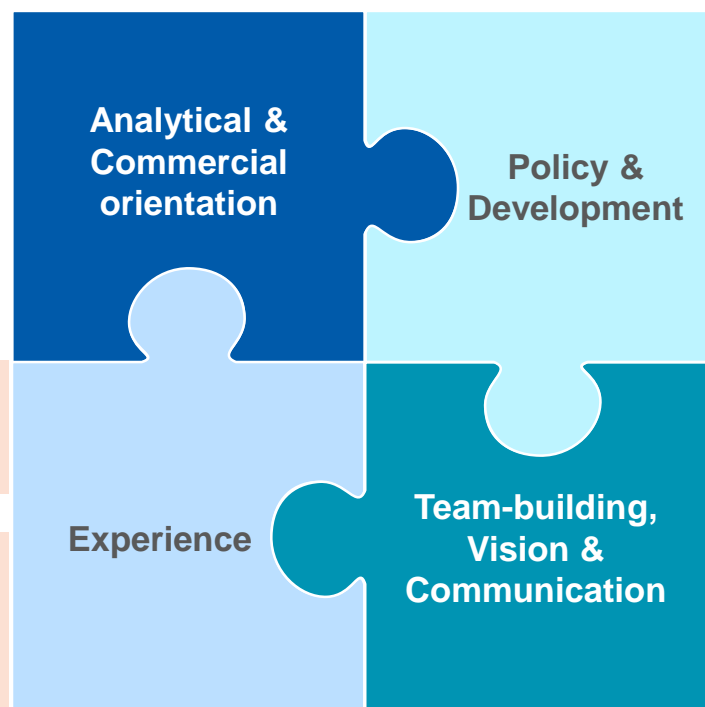 Analytical &
Commercial
orientation
Policy &
Development
Experience
Team-building,
Vision &
Communication